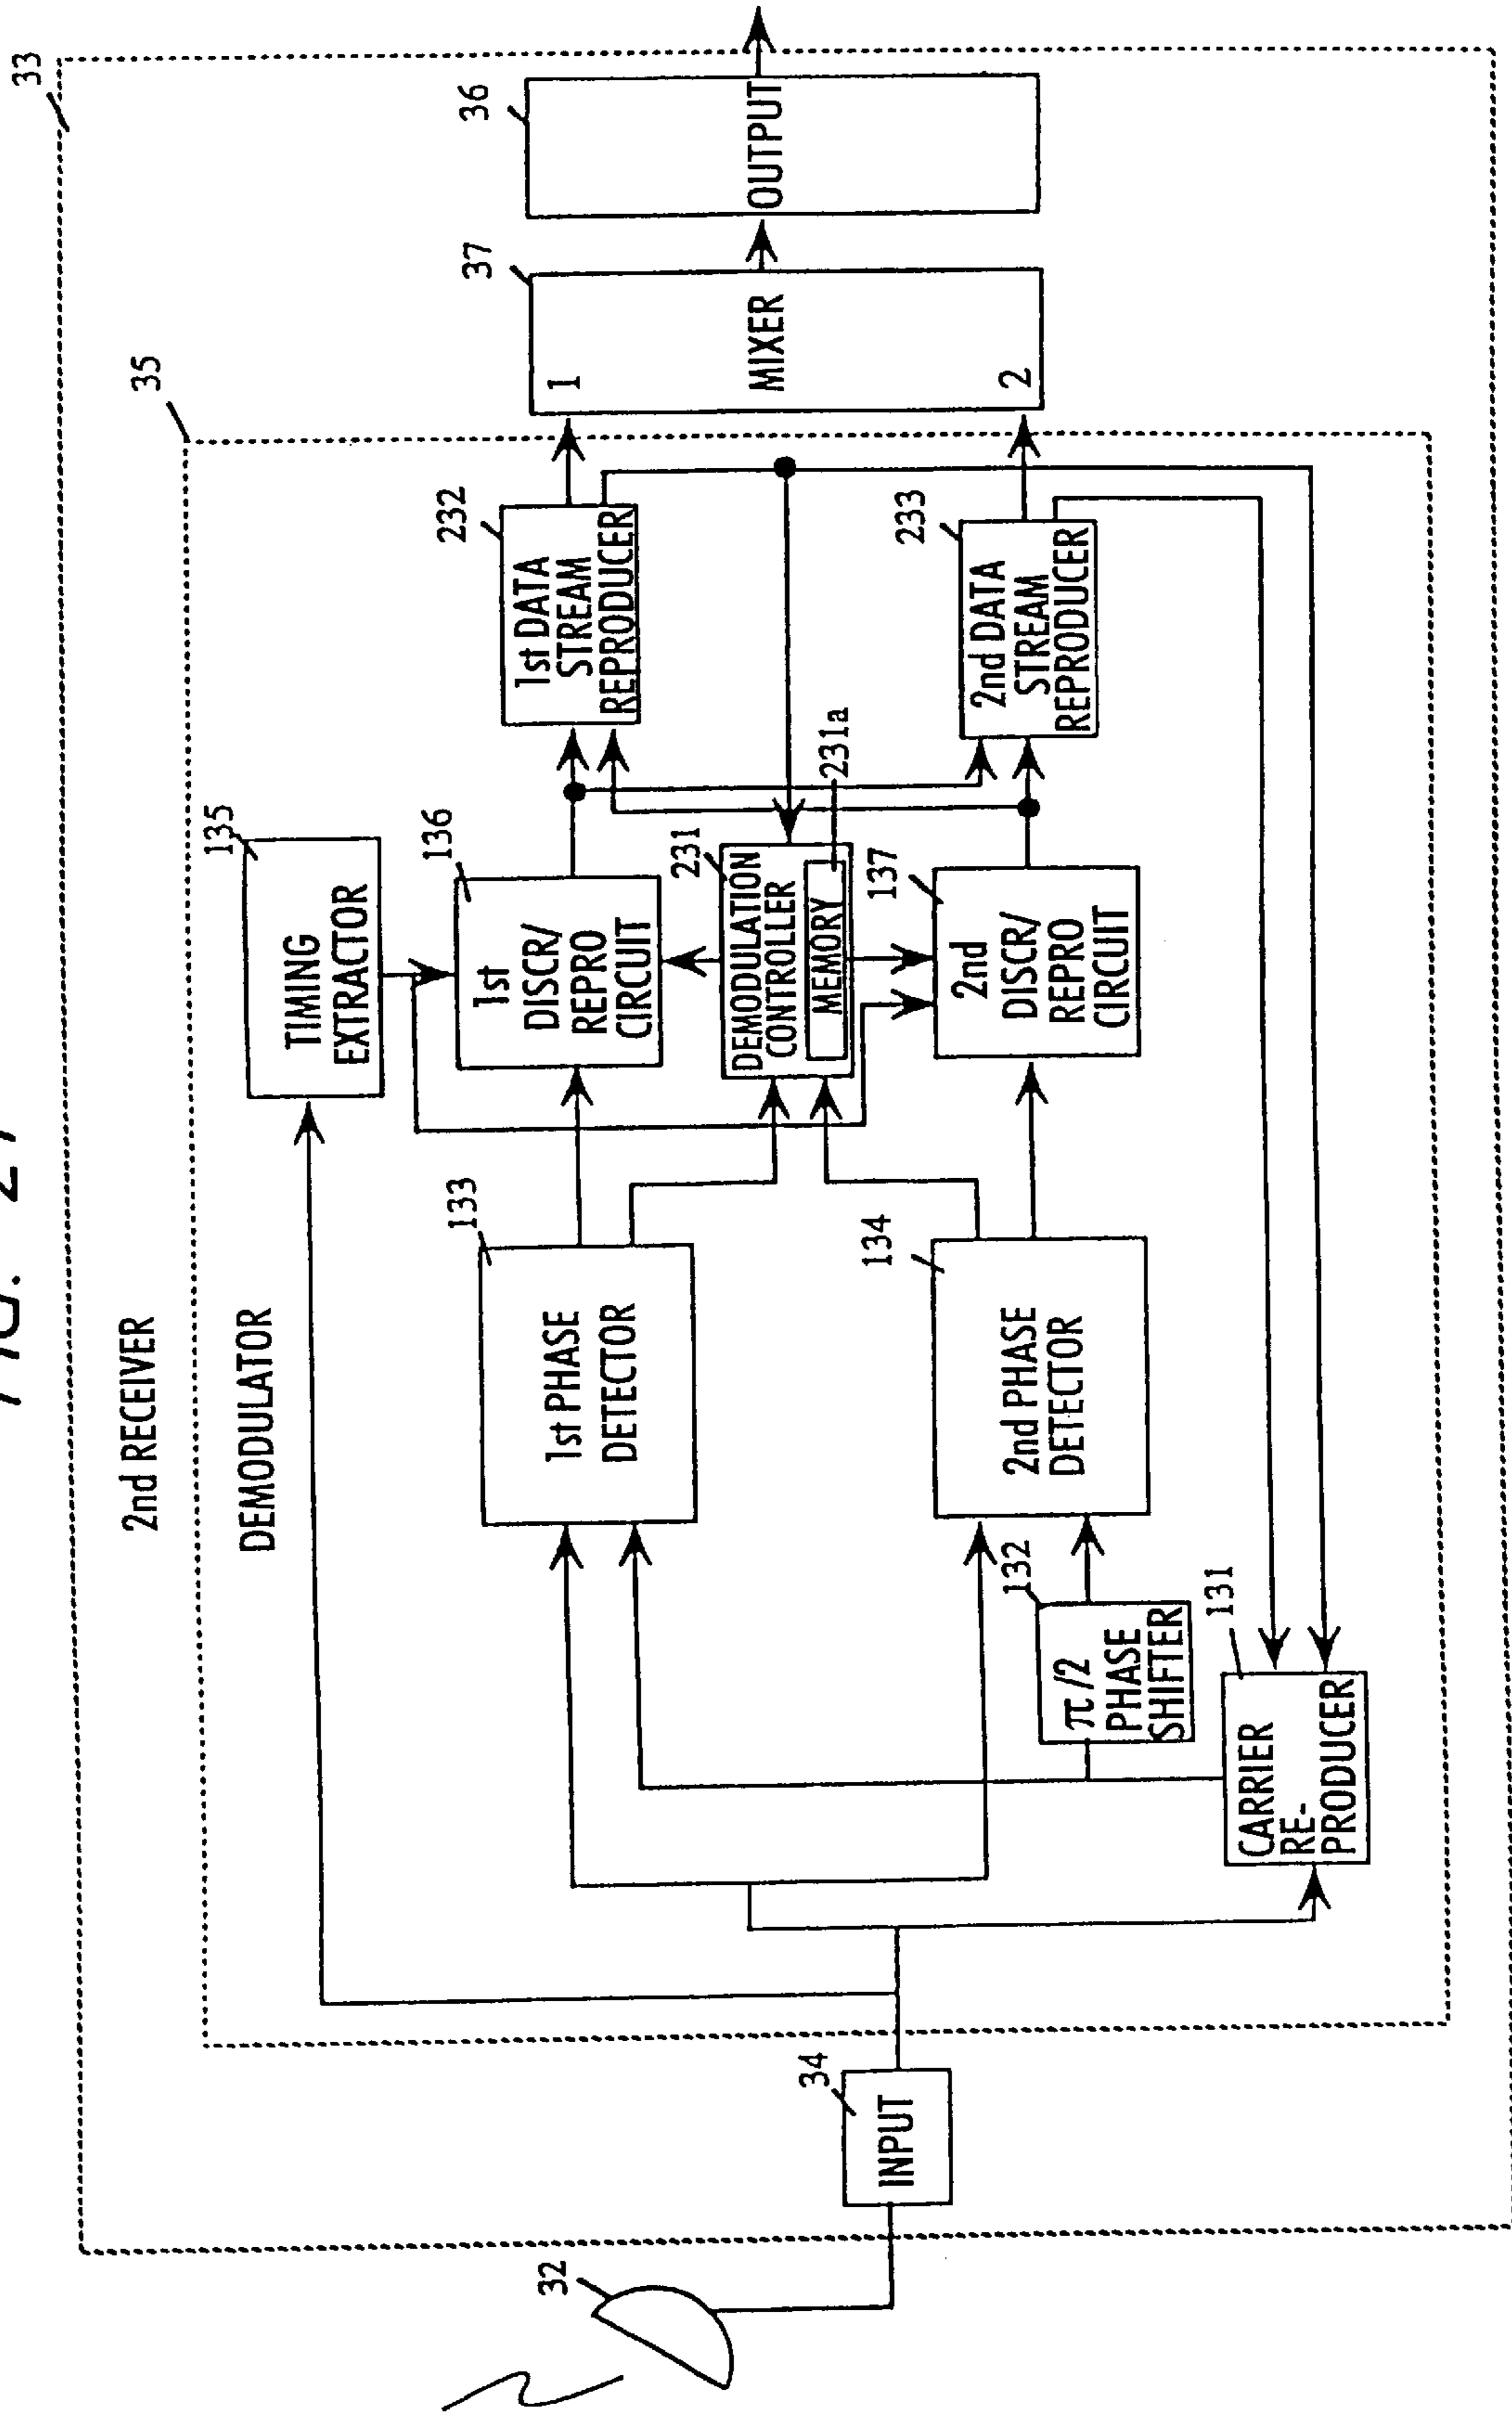 33
2nd RECEIVER
35
DEMODULATOR
135
TIMING
EXTRACTOR
32
34
INPUT
133
1st PHASE
DETECTOR
136
1st
DISCR/
REPRO
CIRCUIT
232
1st DATA
STREAM
REPRODUCER
37
1
MIXER
2
36
OUTPUT
231
DEMODULATION
CONTROLLER
MEMORY
231a
134
2nd PHASE
DETECTOR
137
2nd
DISCR/
REPRO
CIRCUIT
233
2nd DATA
STREAM
REPRODUCER
132
π/2
PHASE
SHIFTER
131
CARRIER
RE-
PRODUCER